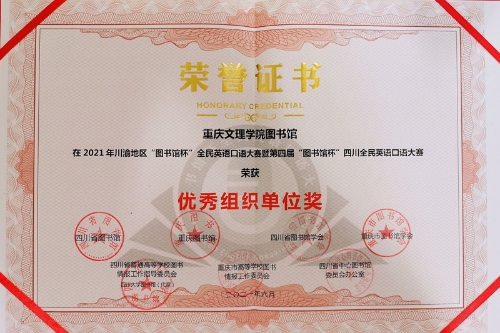 荣誉证书
HONORARY CREDENTIAL
重庆文理学院图书馆
在 2021 年川渝地区“图书馆杯”全民英语口语大赛暨第四届“图书馆杯”四川全民英语口语大赛
荣获
优秀组织单位奖
四川省图书馆 重庆图书馆 四川省图书馆学会 重庆市图书馆学会
四川省普通高等学校图书 重庆市高等学校图书 四川省中心图书馆
情报工作指导委员会 情报工作委员会 委员会办公室
二〇二一年六月